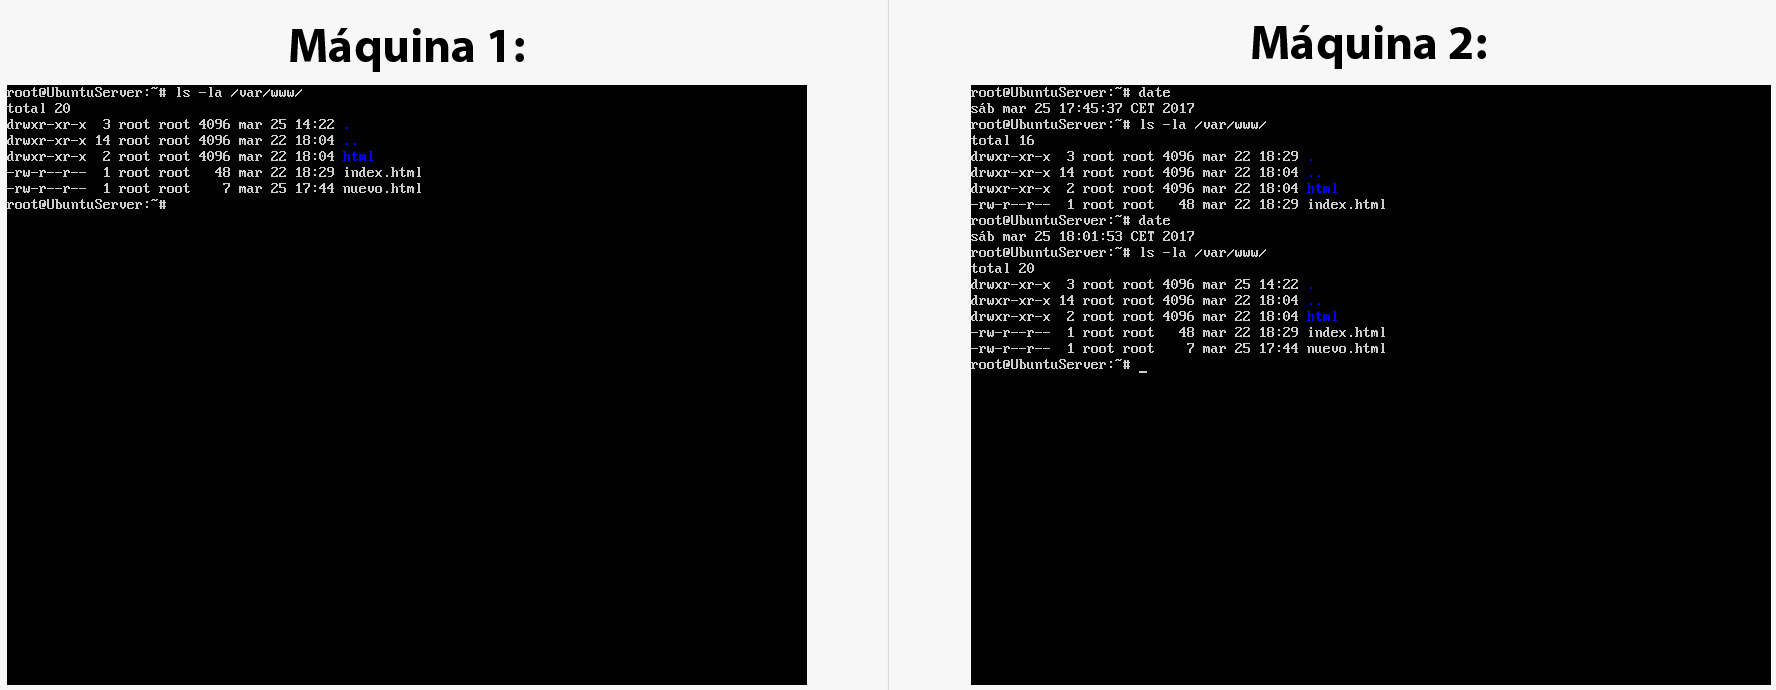 Máquina 1:
root@UbuntuServer:~# ls -la /var/www/
total 20
drwxr-xr-x  3 root root 4096 mar 25 14:22 .
drwxr-xr-x 14 root root 4096 mar 22 18:04 ..
drwxr-xr-x  2 root root 4096 mar 22 18:04 html
-rw-r--r--  1 root root   48 mar 22 18:29 index.html
-rw-r--r--  1 root root    7 mar 25 17:44 nuevo.html
root@UbuntuServer:~#
Máquina 2:
root@UbuntuServer:~# date
sáb mar 25 17:45:37 CET 2017
root@UbuntuServer:~# ls -la /var/www/
total 16
drwxr-xr-x  3 root root 4096 mar 22 18:29 .
drwxr-xr-x 14 root root 4096 mar 22 18:04 ..
drwxr-xr-x  2 root root 4096 mar 22 18:04 html
-rw-r--r--  1 root root   48 mar 22 18:29 index.html
root@UbuntuServer:~# date
sáb mar 25 18:01:53 CET 2017
root@UbuntuServer:~# ls -la /var/www/
total 20
drwxr-xr-x  3 root root 4096 mar 25 14:22 .
drwxr-xr-x 14 root root 4096 mar 22 18:04 ..
drwxr-xr-x  2 root root 4096 mar 22 18:04 html
-rw-r--r--  1 root root   48 mar 22 18:29 index.html
-rw-r--r--  1 root root    7 mar 25 17:44 nuevo.html
root@UbuntuServer:~# _